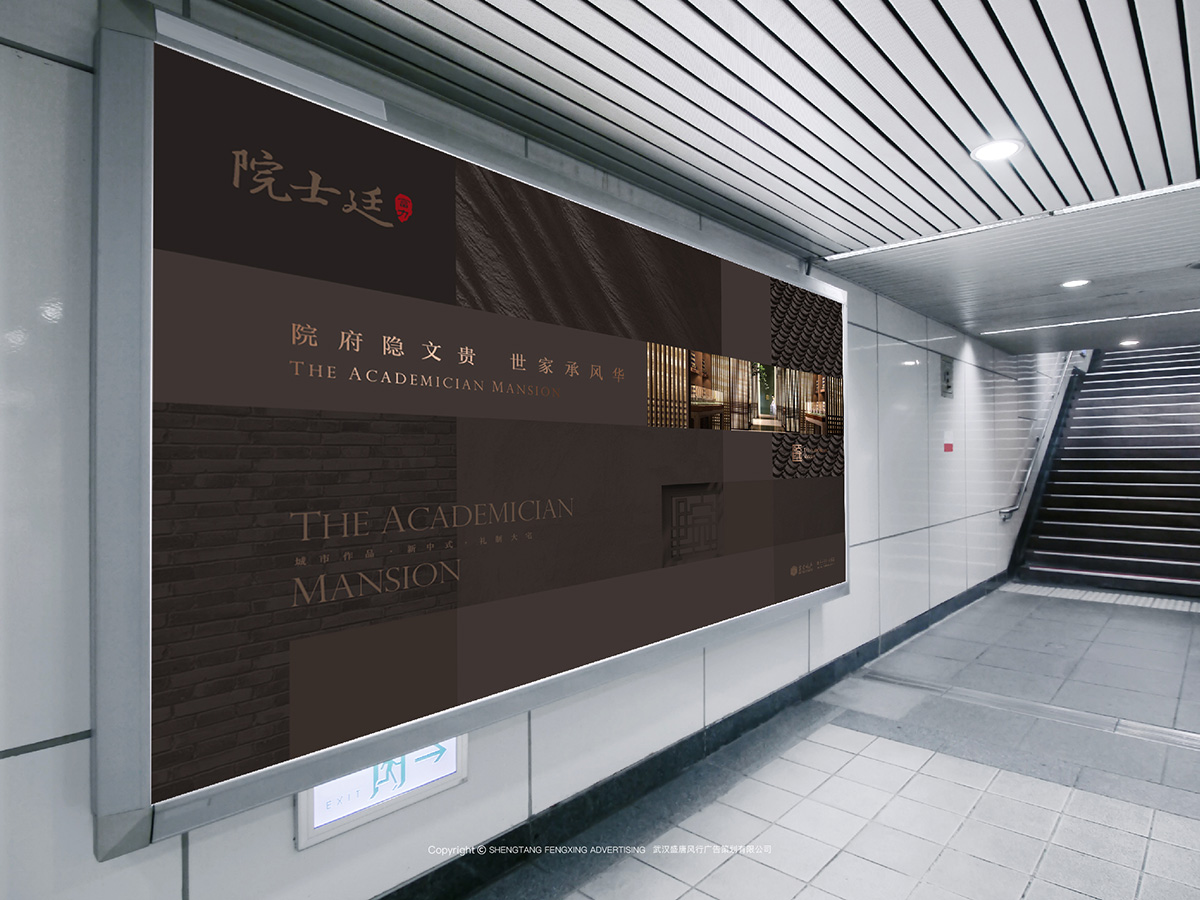 院士廷
富力
院府隐文贵 世家承风华
THE ACADEMICIAN MANSION
THE ACADEMICIAN
城市作品·新中式·礼制大宅
MANSION
EXIT
Copyright © SHENGTANG FENGXING ADVERTISING 武汉盛唐风行广告策划有限公司